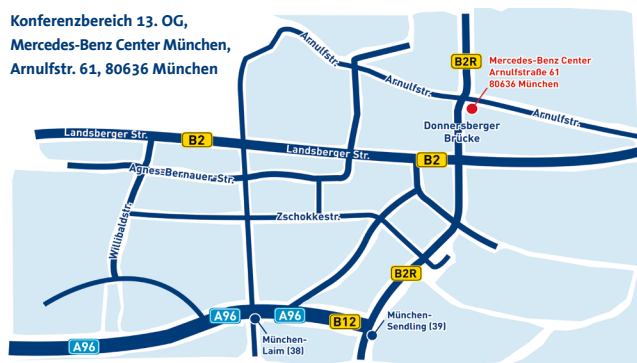 Konferenzbereich 13. OG,
Mercedes-Benz Center München,
Arnulfstr. 61, 80636 München
Arnulfstr.
B2R
Mercedes-Benz Center
Arnulfstraße 61
80636 München
Arnulfstr.
Arnulfstr.
Donnersberger
Brücke
Landsberger Str.
B2
Landsberger Str.
B2
Agnes-Bernauer-Str.
Willibaldstr.
Zschokkestr.
B2R
A96
A96
B12
München-
Sendling (39)
München-
Laim (38)
A96